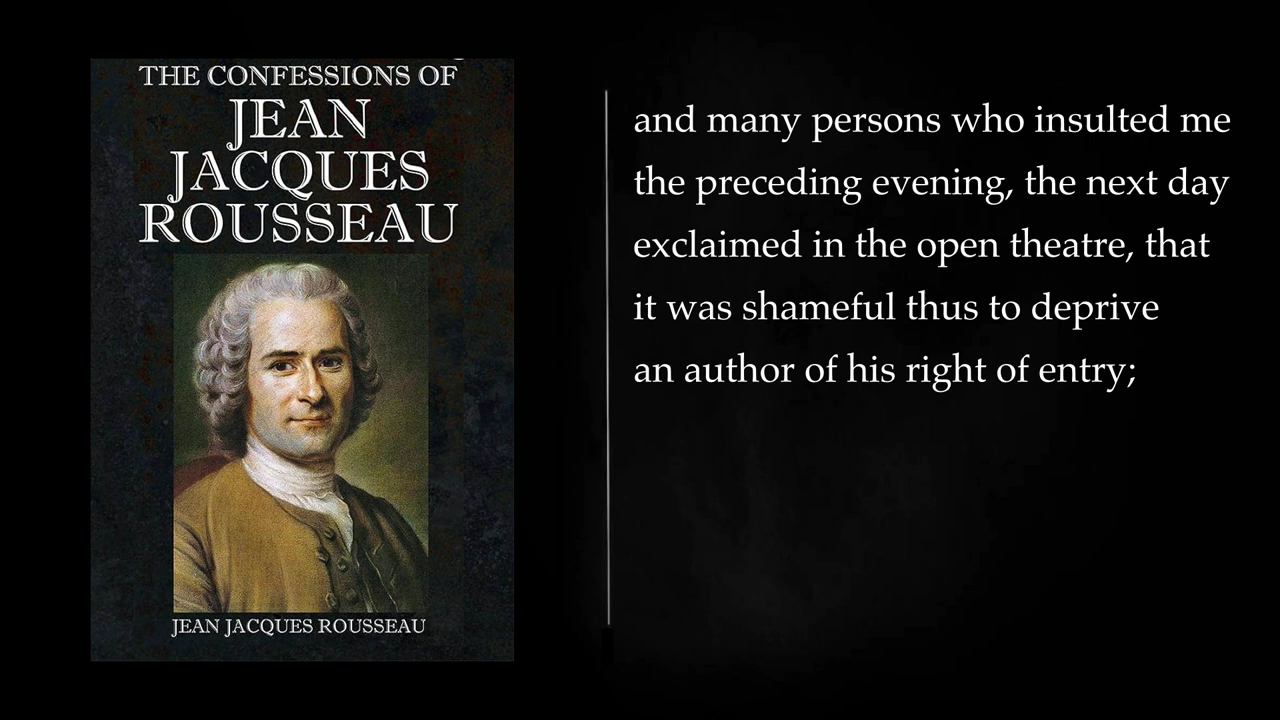 THE CONFESSIONS OF
JEAN
JACQUES
ROUSSEAU
JEAN JACQUES ROUSSEAU
and many persons who insulted me
the preceding evening, the next day
exclaimed in the open theatre, that
it was shameful thus to deprive
an author of his right of entry;